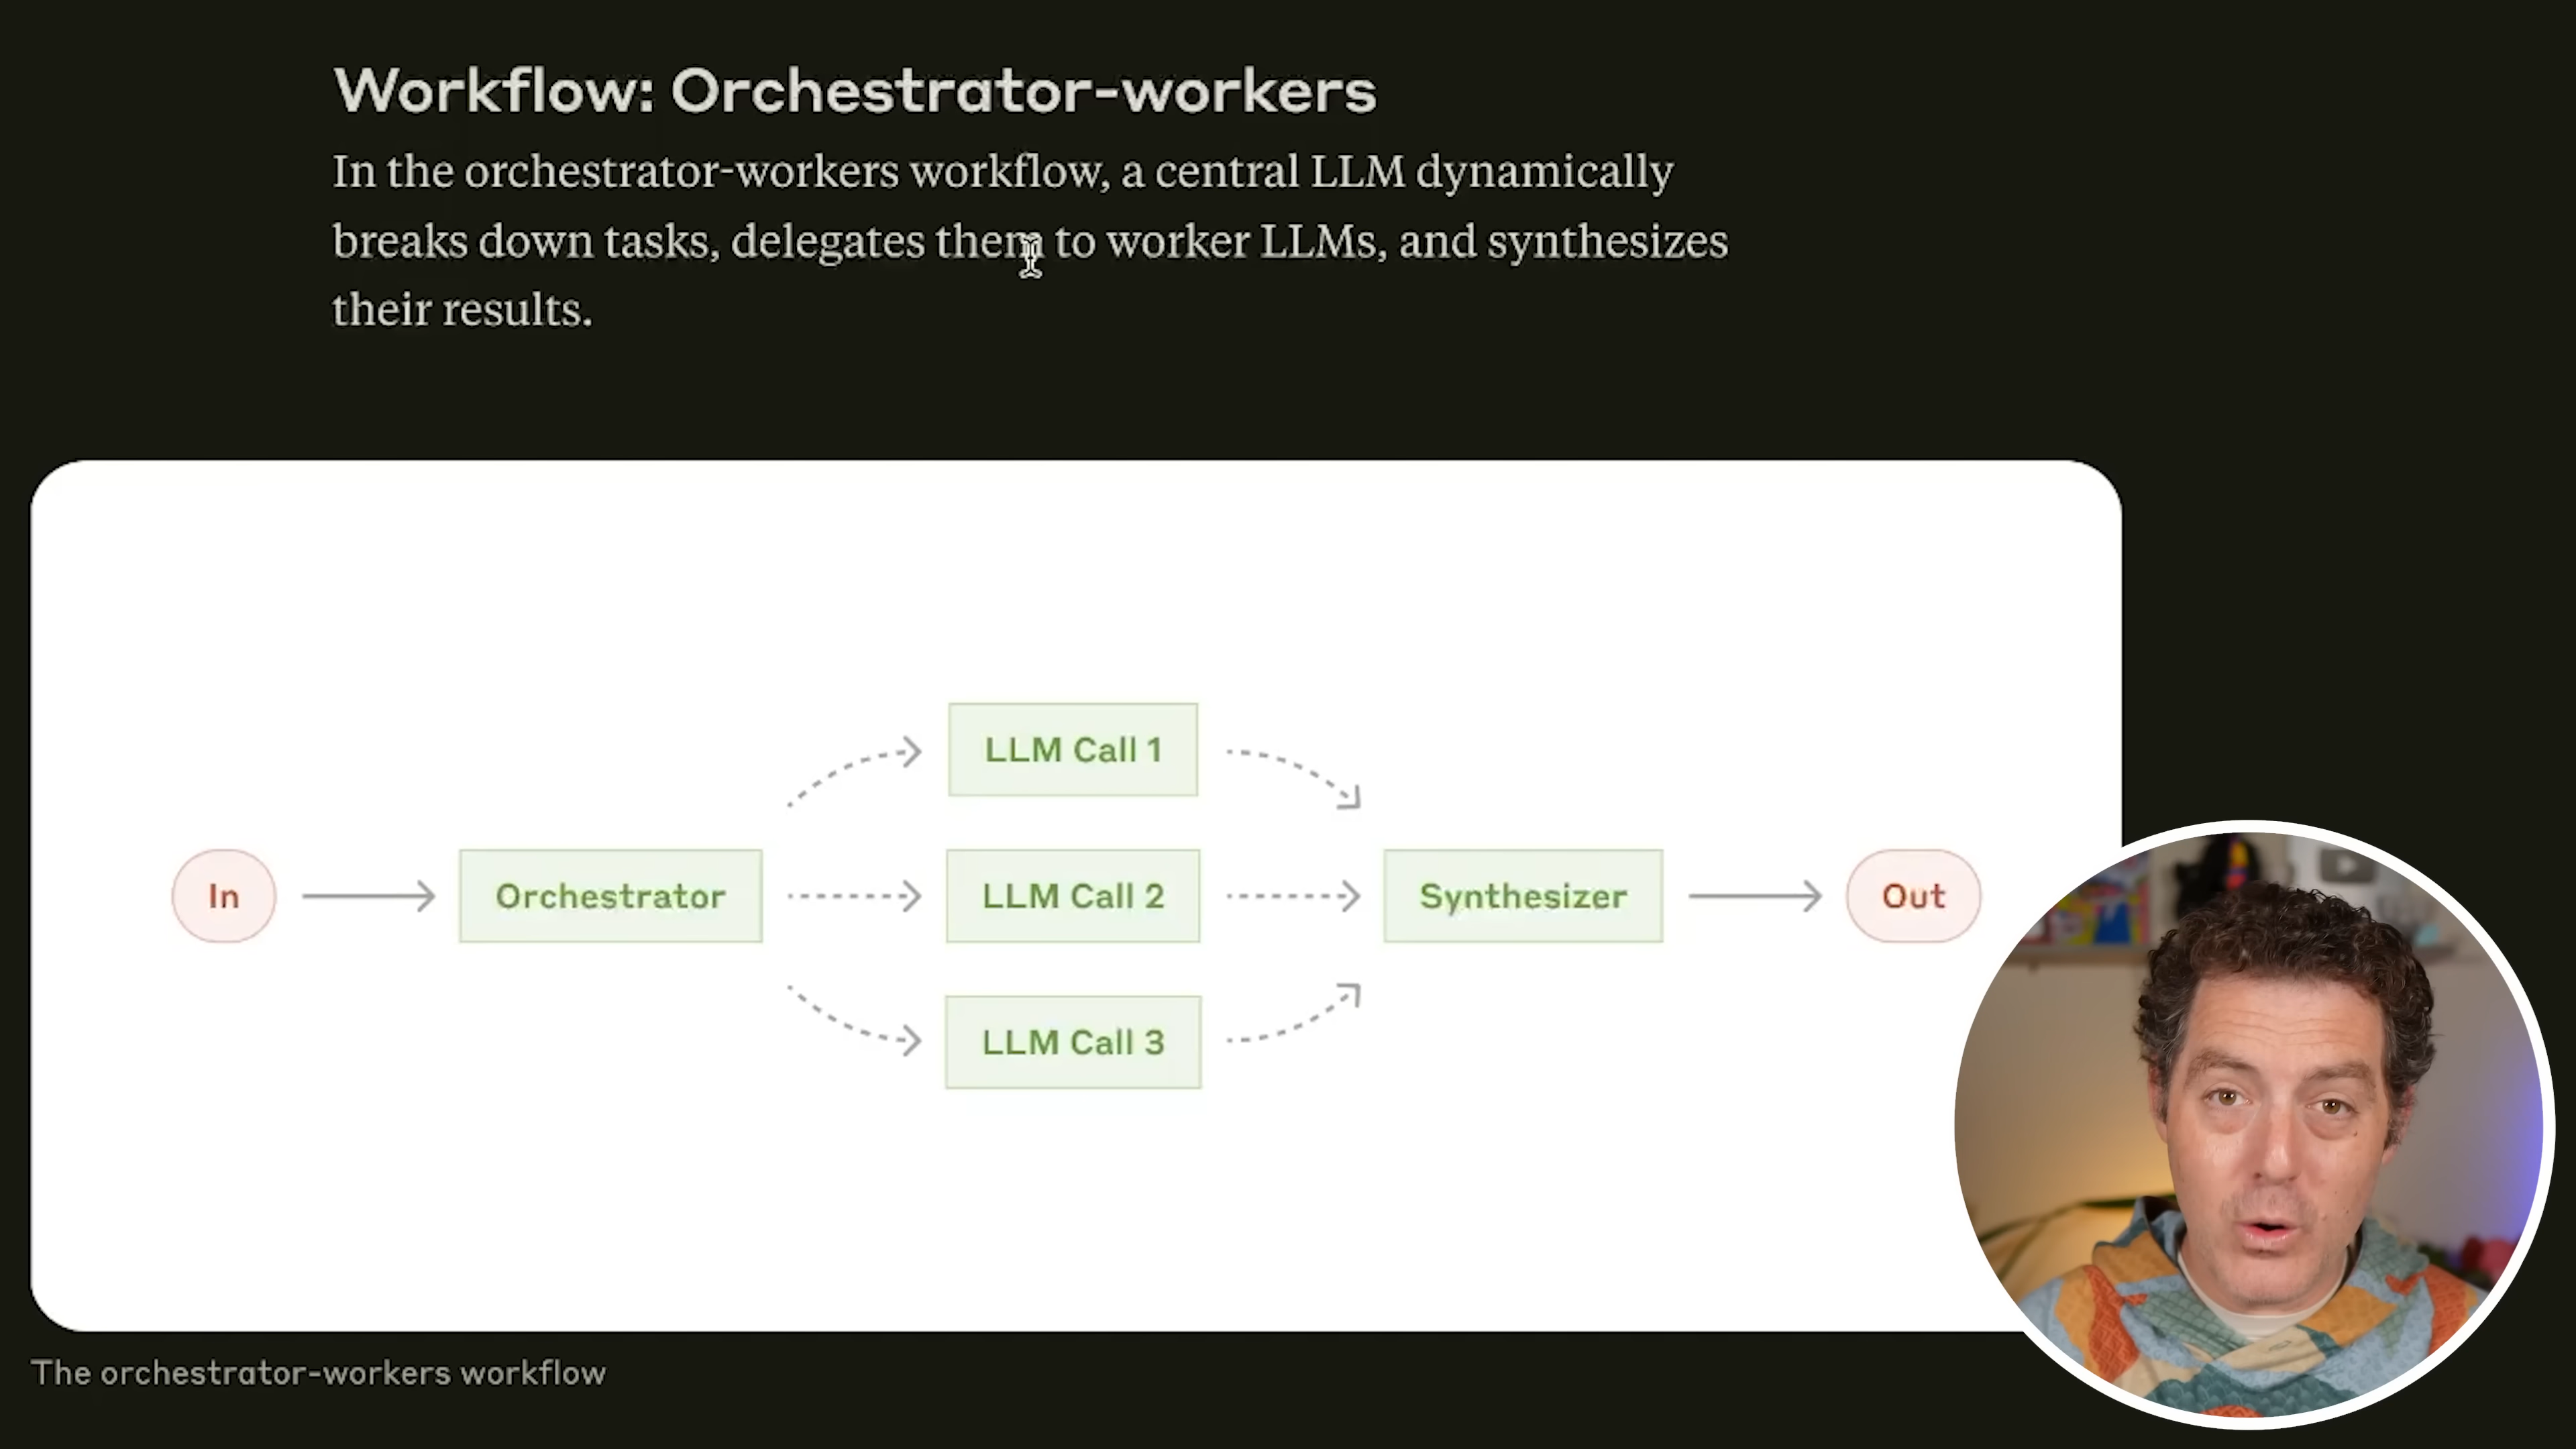 Workflow: Orchestrator-workers
In the orchestrator-workers workflow, a central LLM dynamically
breaks down tasks, delegates them to worker LLMs, and synthesizes
their results.
LLM Call 1
In
Orchestrator
LLM Call 2
Synthesizer
Out
LLM Call 3
The orchestrator-workers workflow